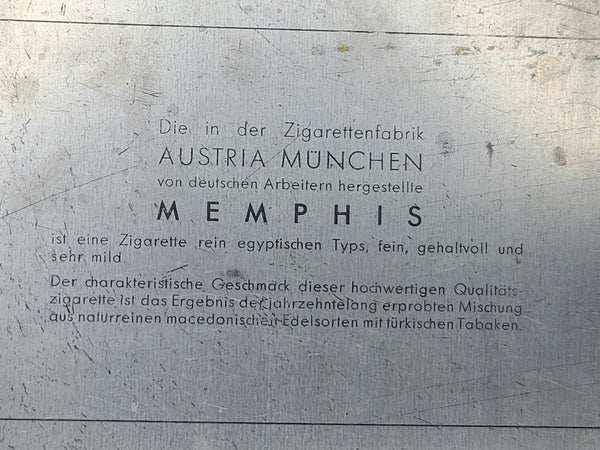 Die in der Zigarettenfabrik
AUSTRIA MÜNCHEN
von deutschen Arbeitern hergestellte
MEMPHIS
ist eine Zigarette rein egyptischen Typs, fein, gehaltvoll und
sehr mild.
Der charakteristische Geschmack dieser hochwertigen Qualitäts-
zigarette ist das Ergebnis der jahrzehntelang erprobten Mischung
aus naturreinen macedonischen Edelsorten mit türkischen Tabaken.